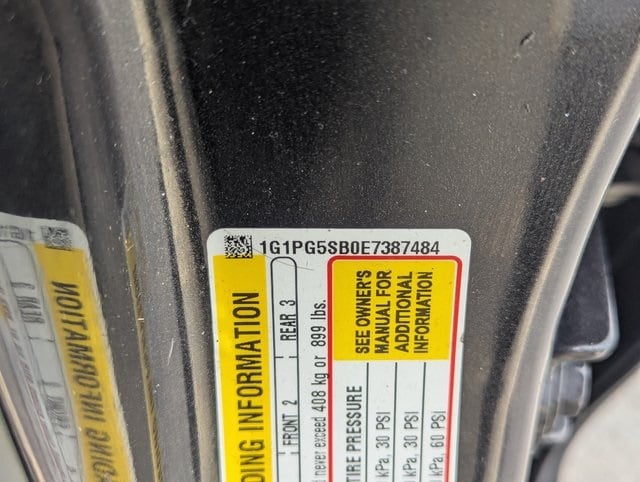 1G1PG5SB0E7387484
DING INFORMATION
FRONT 2 REAR 3
never exceed 408 kg or 899 lbs.
TIRE PRESSURE
SEE OWNER'S
MANUAL FOR
ADDITIONAL
INFORMATION.
kPa, 30 PSI
kPa, 30 PSI
kPa, 60 PSI